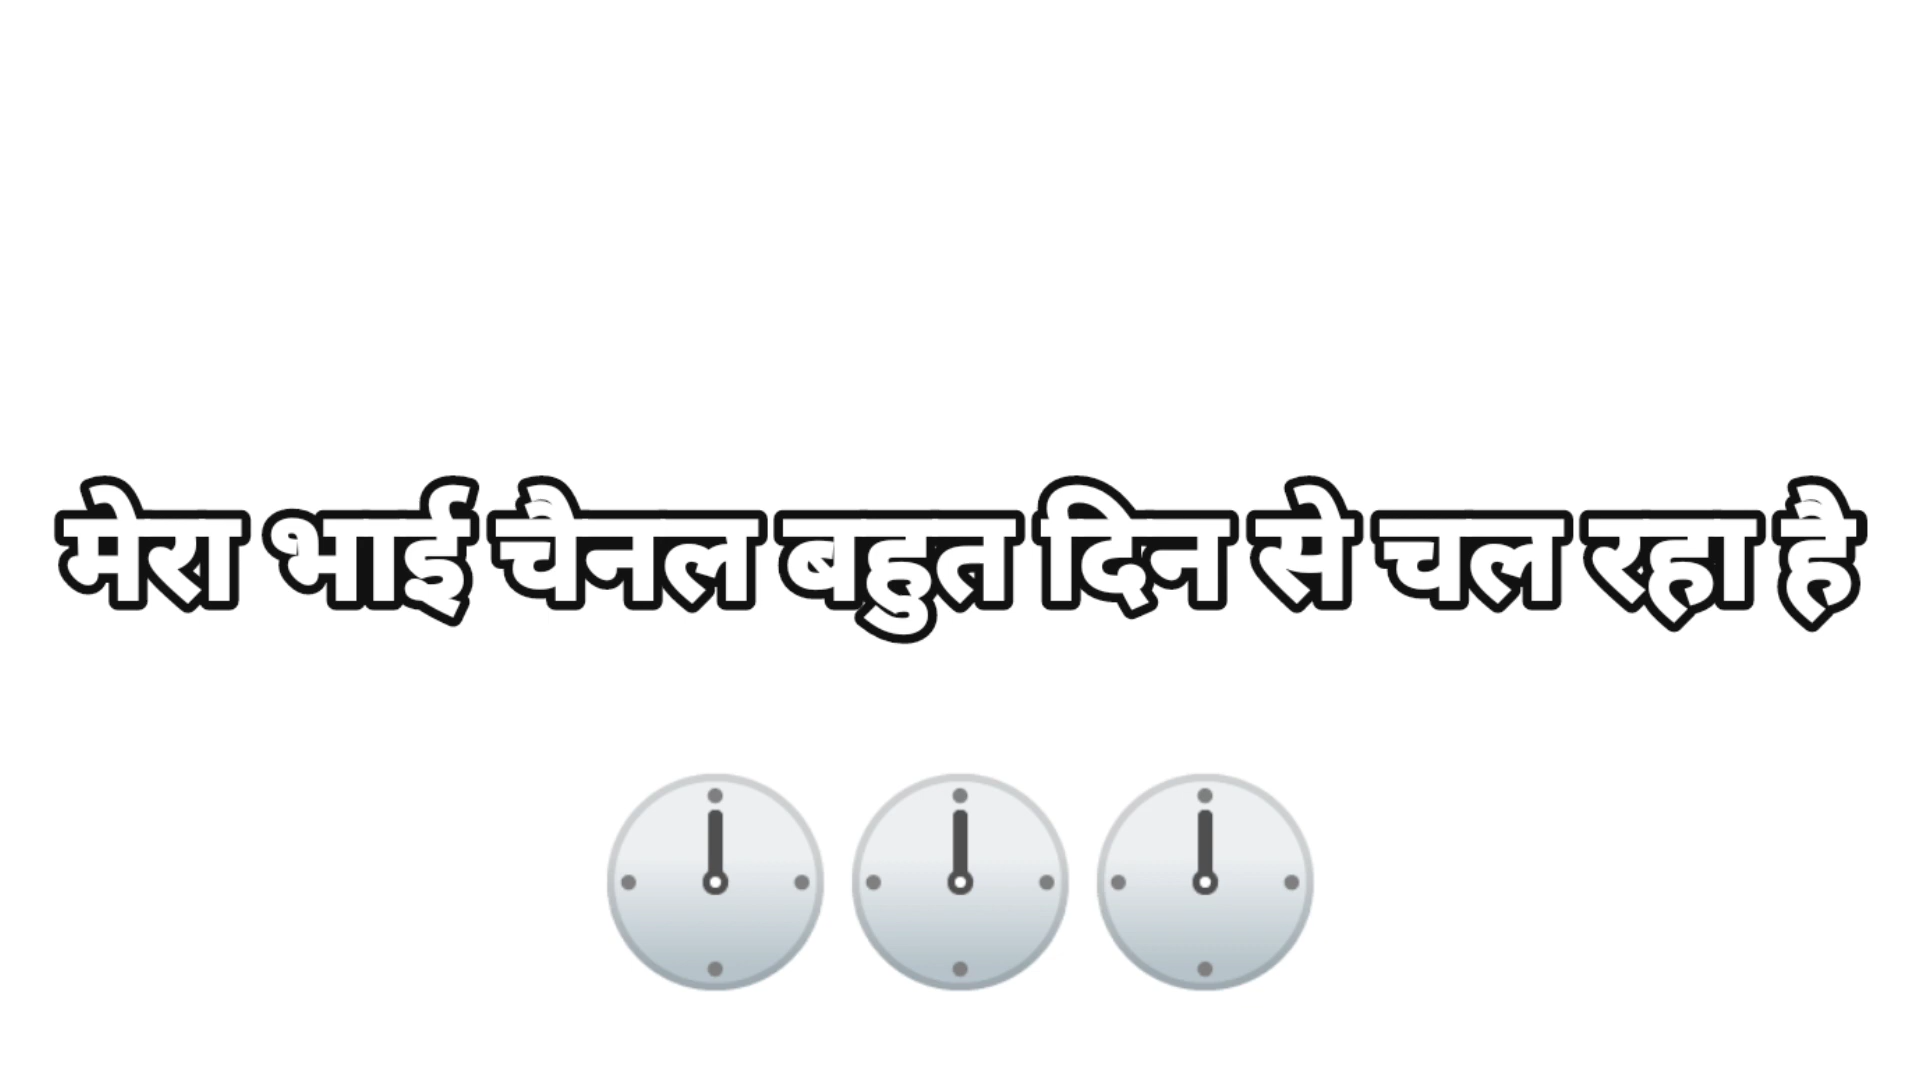 मेरा भाई चैनल बहुत दिन से चल रहा है